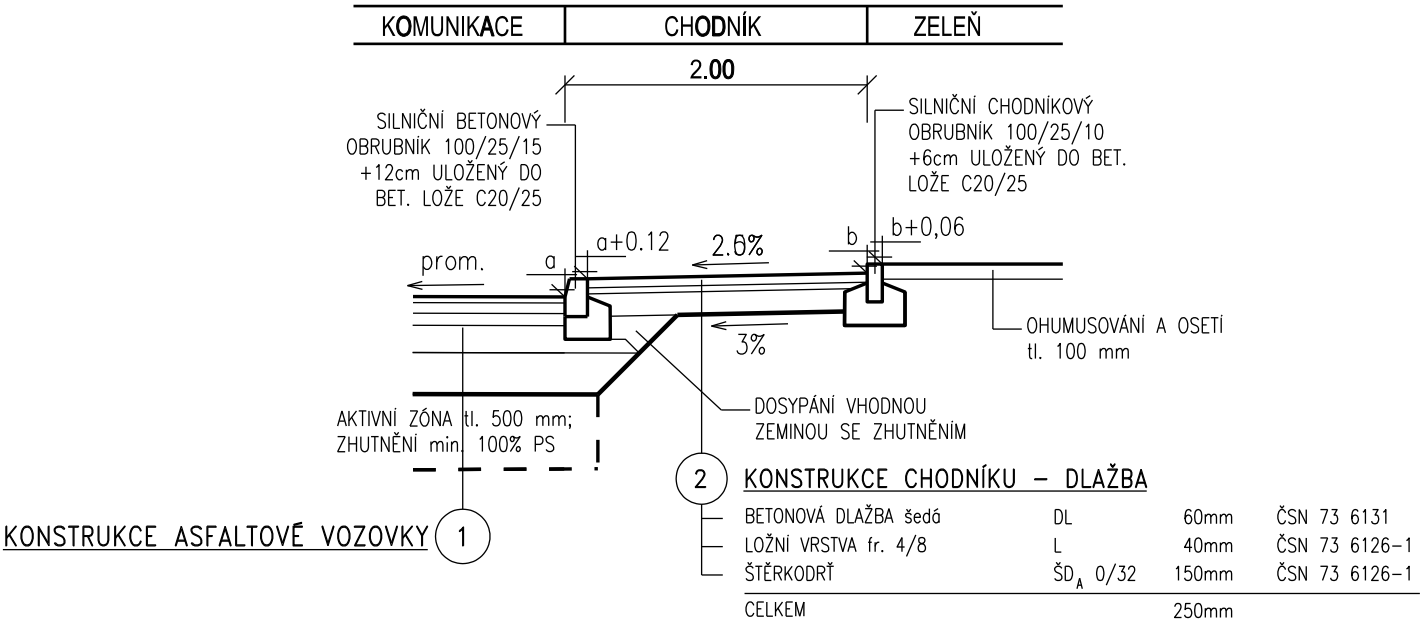 KOMUNIKACE CHODNÍK ZELEŇ
2.00
SILNIČNÍ BETONOVÝ
OBRUBNÍK 100/25/15
+12cm ULOŽENÝ DO
BET. LOŽE C20/25
SILNIČNÍ CHODNÍKOVÝ
OBRUBNÍK 100/25/10
+6cm ULOŽENÝ DO BET.
LOŽE C20/25
prom.
a
a+0.12
2.0%
b
b+0,06
3%
OHUMUSOVÁNÍ A OSETÍ
tl. 100 mm
AKTIVNÍ ZÓNA tl. 500 mm;
ZHUTNĚNÍ min. 100% PS
DOSYPÁNÍ VHODNOU
ZEMINOU SE ZHUTNĚNÍM
KONSTRUKCE ASFALTOVÉ VOZOVKY 1
2 KONSTRUKCE CHODNÍKU – DLAŽBA
BETONOVÁ DLAŽBA šedá DL 60mm ČSN 73 6131
LOŽNÍ VRSTVA fr. 4/8 L 40mm ČSN 73 6126-1
ŠTĚRKODRŤ ŠDA 0/32 150mm ČSN 73 6126-1
CELKEM 250mm